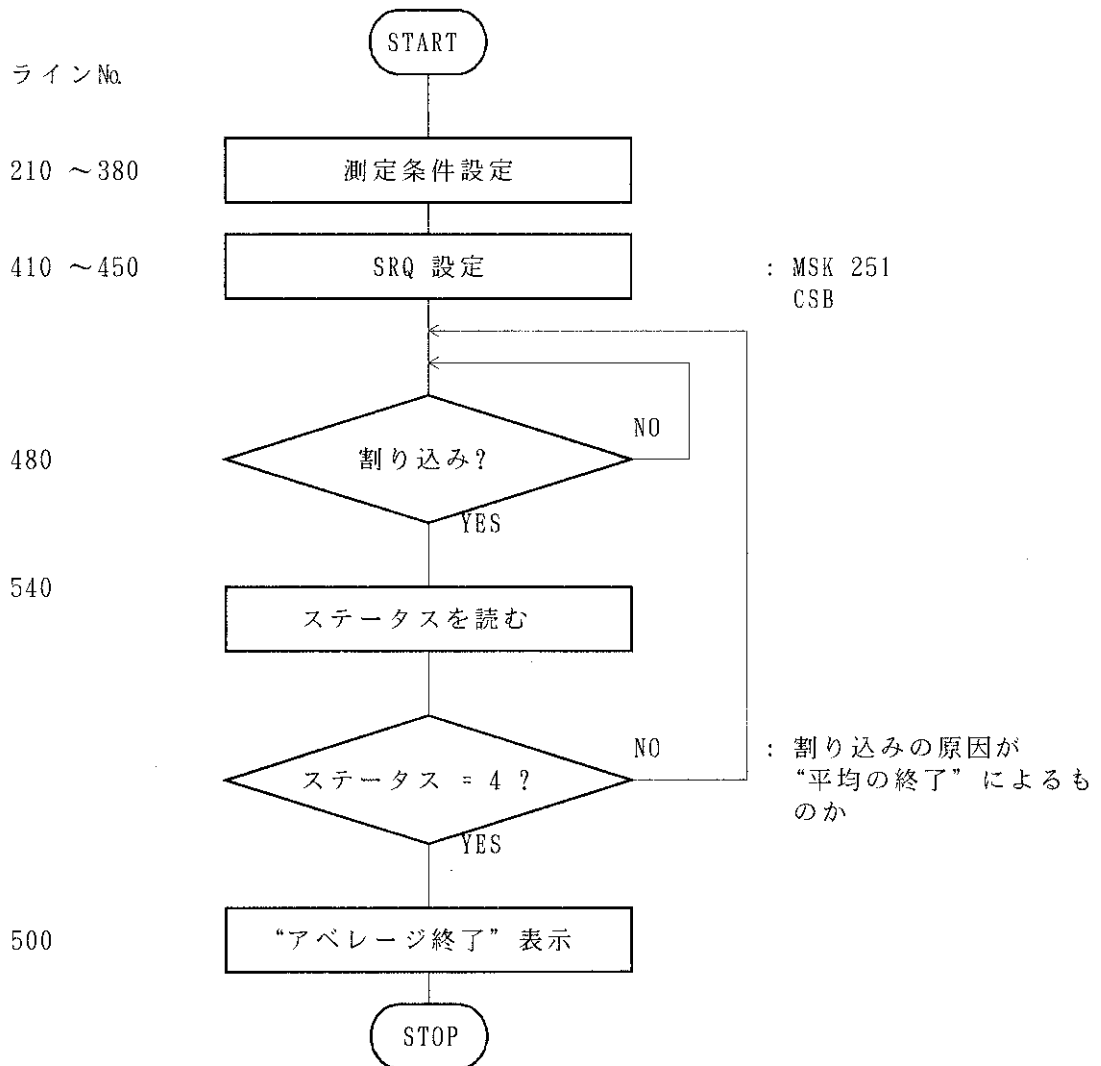 START
ラインNo.
210 ～380 測定条件設定
410 ～450 SRQ 設定 : MSK 251
CSB
NO
480 割り込み?
YES
540
ステータスを読む
NO : 割り込みの原因が
ステータス = 4 ? “平均の終了” によるも
のか
YES
500 “アベレージ終了” 表示
STOP